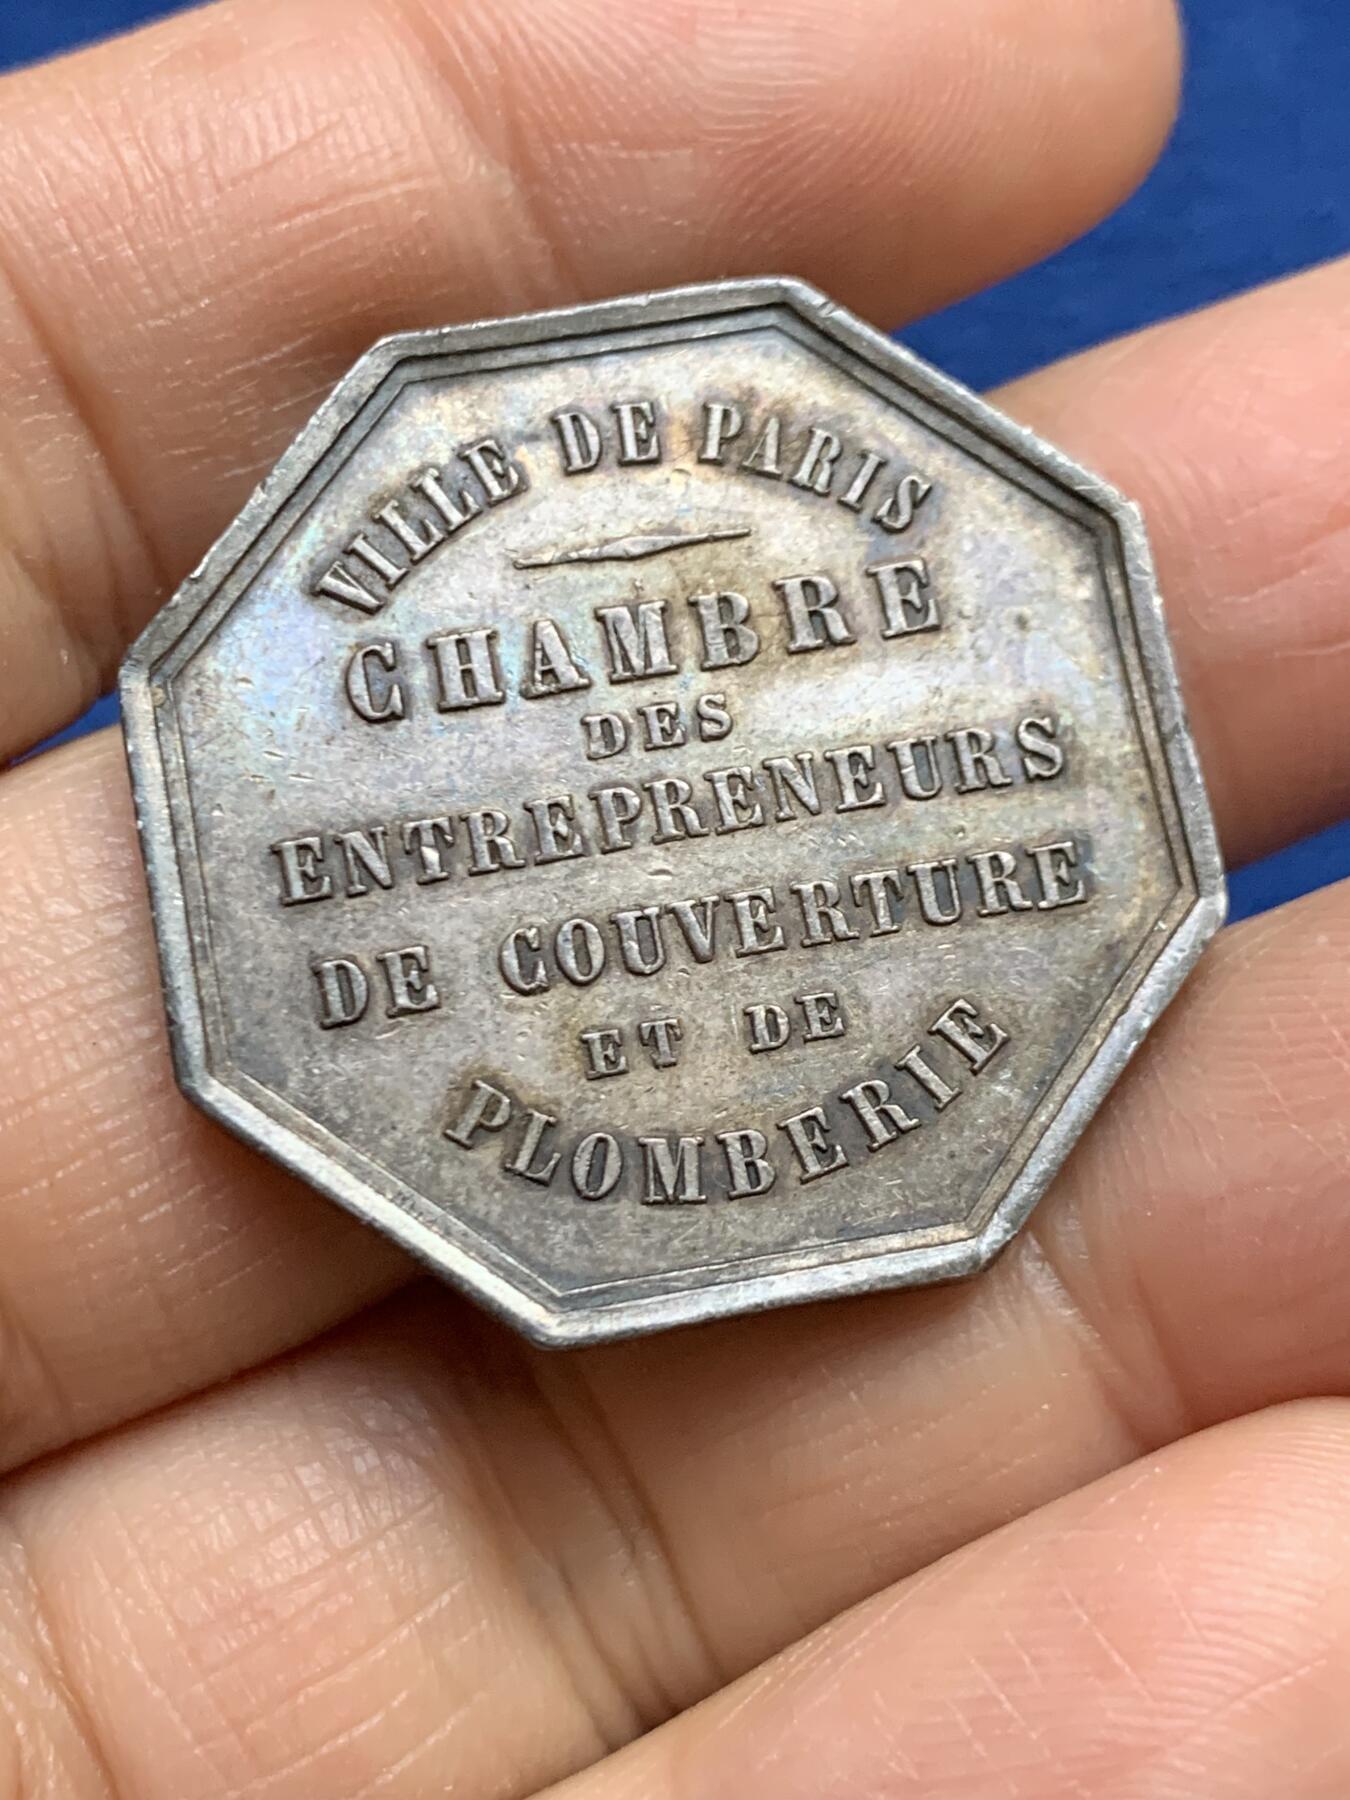 VILLE DE PARIS
CHAMBRE
DES
ENTREPRENEURS
DE COUVERTURE
ET DE
PLOMBERIE